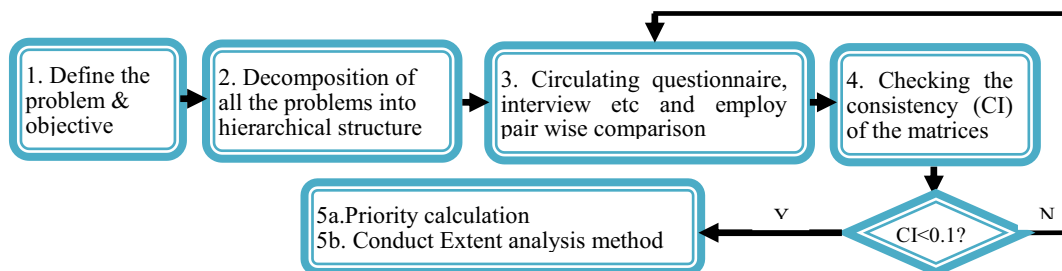 1. Define the
problem &
objective
2. Decomposition of
all the problems into
hierarchical structure
3. Circulating questionnaire,
interview etc and employ
pair wise comparison
4. Checking the
consistency (CI)
of the matrices
5a.Priority calculation
5b. Conduct Extent analysis method
Y
CI<0.1?
N